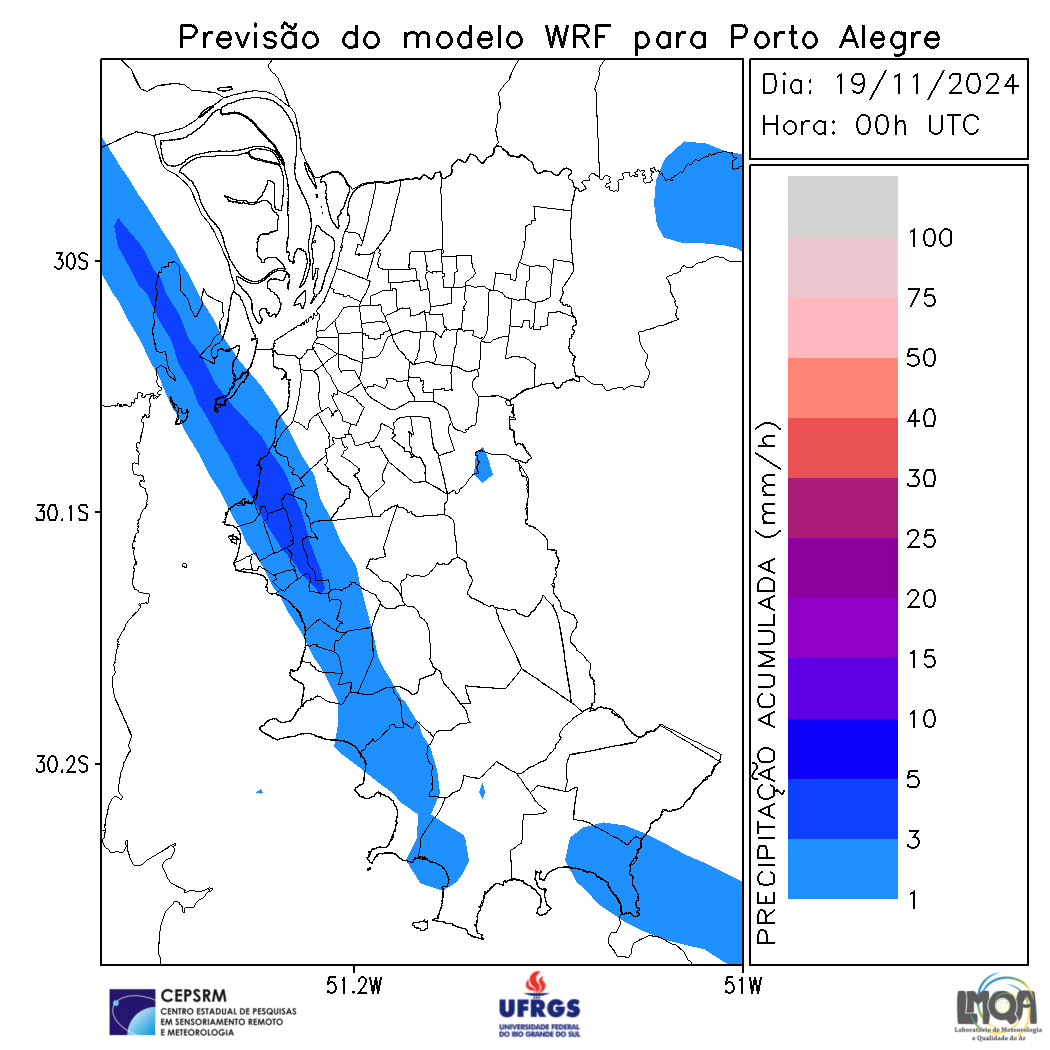 Previsão do modelo WRF para Porto Alegre
Dia: 19/11/2024
Hora: 00h UTC
30S
30.1S
30.2S
51.2W
51W
PRECIPITAÇÃO ACUMULADA (mm/h)
100
75
50
40
30
25
20
15
10
5
3
1
CEPSRM
CENTRO ESTADUAL DE PESQUISAS
EM SENSORIAMENTO REMOTO
E METEOROLOGIA
UFRGS
UNIVERSIDADE FEDERAL
DO RIO GRANDE DO SUL
LMQA
Laboratório de Meteorologia
e Qualidade do Ar